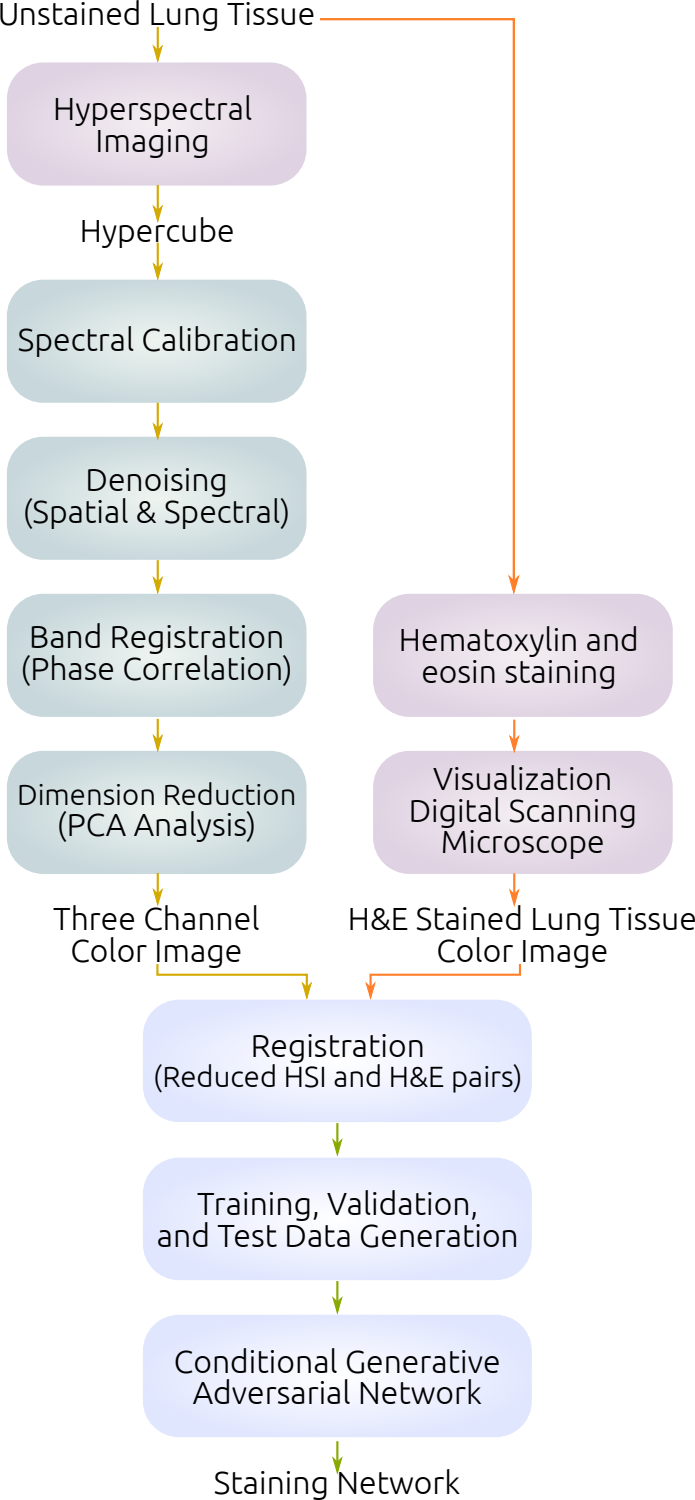 Unstained Lung Tissue
Hyperspectral
Imaging
Hypercube
Spectral Calibration
Denoising
(Spatial & Spectral)
Band Registration
(Phase Correlation)
Dimension Reduction
(PCA Analysis)
Three Channel
Color Image
Hematoxylin and
eosin staining
Visualization
Digital Scanning
Microscope
H&E Stained Lung Tissue
Color Image
Registration
(Reduced HSI and H&E pairs)
Training, Validation,
and Test Data Generation
Conditional Generative
Adversarial Network
Staining Network